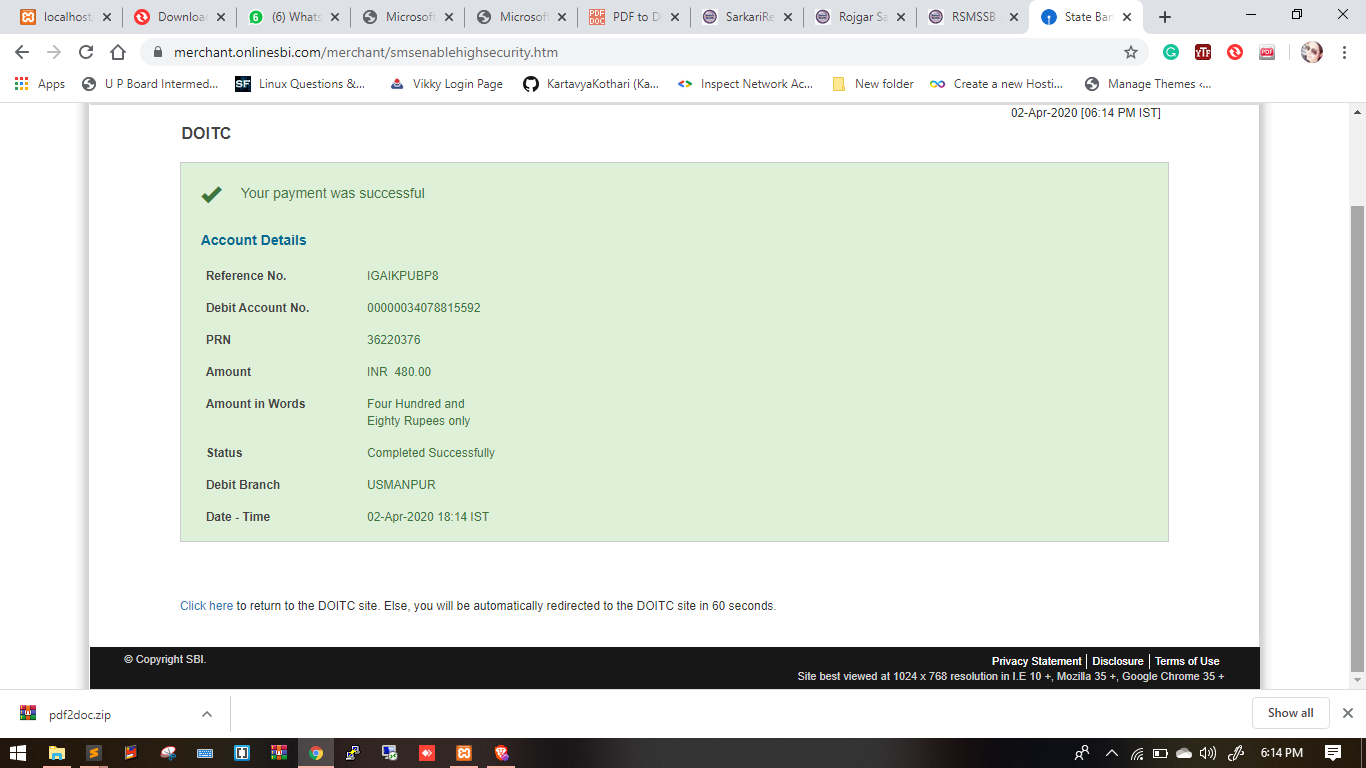 localhost
Downloa
(6) Whats
Microsoft
Microsoft
PDF to D
SarkariRe
Rojgar Sa
RSMSSB
State Ban
merchant.onlinesbi.com/merchant/smsenablehighsecurity.htm
Apps
U P Board Intermed...
SF
Linux Questions &...
Vikky Login Page
KartavyaKothari (Ka...
Inspect Network Ac...
New folder
Create a new Hosti...
Manage Themes ‹...
02-Apr-2020 [06:14 PM IST]
DOITC
Your payment was successful
Account Details
Reference No. IGAIKPUBP8
Debit Account No. 00000034078815592
PRN 36220376
Amount INR 480.00
Amount in Words Four Hundred and
Eighty Rupees only
Status Completed Successfully
Debit Branch USMANPUR
Date - Time 02-Apr-2020 18:14 IST
Click here to return to the DOITC site. Else, you will be automatically redirected to the DOITC site in 60 seconds.
© Copyright SBI.
Privacy Statement | Disclosure | Terms of Use
Site best viewed at 1024 x 768 resolution in I.E 10 +, Mozilla 35 +, Google Chrome 35 +
pdf2doc.zip
Show all
6:14 PM